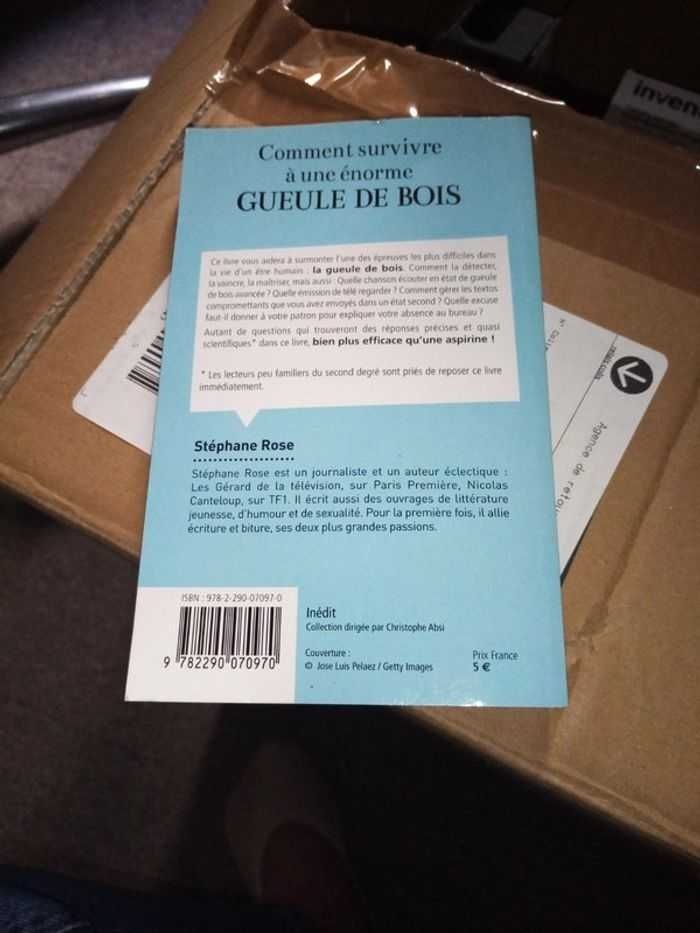 Comment survivre
à une énorme
GUEULE DE BOIS
Ce livre vous aidera à surmonter l'une des épreuves les plus difficiles dans
la vie d'un être humain : la gueule de bois. Comment la détecter,
la vaincre, la maîtriser, mais aussi : Quelle chanson écouter en état de gueule
de bois avancée ? Quelle émission de télé regarder ? Comment gérer les textos
compromettants que vous avez envoyés dans un état second ? Quelle excuse
faut-il donner à votre patron pour expliquer votre absence au bureau ?
Autant de questions qui trouveront des réponses précises et quasi
scientifiques* dans ce livre, bien plus efficace qu'une aspirine !
* Les lecteurs peu familiers du second degré sont priés de reposer ce livre
immédiatement.
Stéphane Rose
Stéphane Rose est un journaliste et un auteur éclectique :
Les Gérard de la télévision, sur Paris Première, Nicolas
Canteloup, sur TF1. Il écrit aussi des ouvrages de littérature
jeunesse, d'humour et de sexualité. Pour la première fois, il allie
écriture et biture, ses deux plus grandes passions.
ISBN : 978-2-290-07097-0
9 782290 070970
Inédit
Collection dirigée par Christophe Absi
Couverture :
© Jose Luis Pelaez / Getty Images
Prix France
5 €
inven
Agence de retou